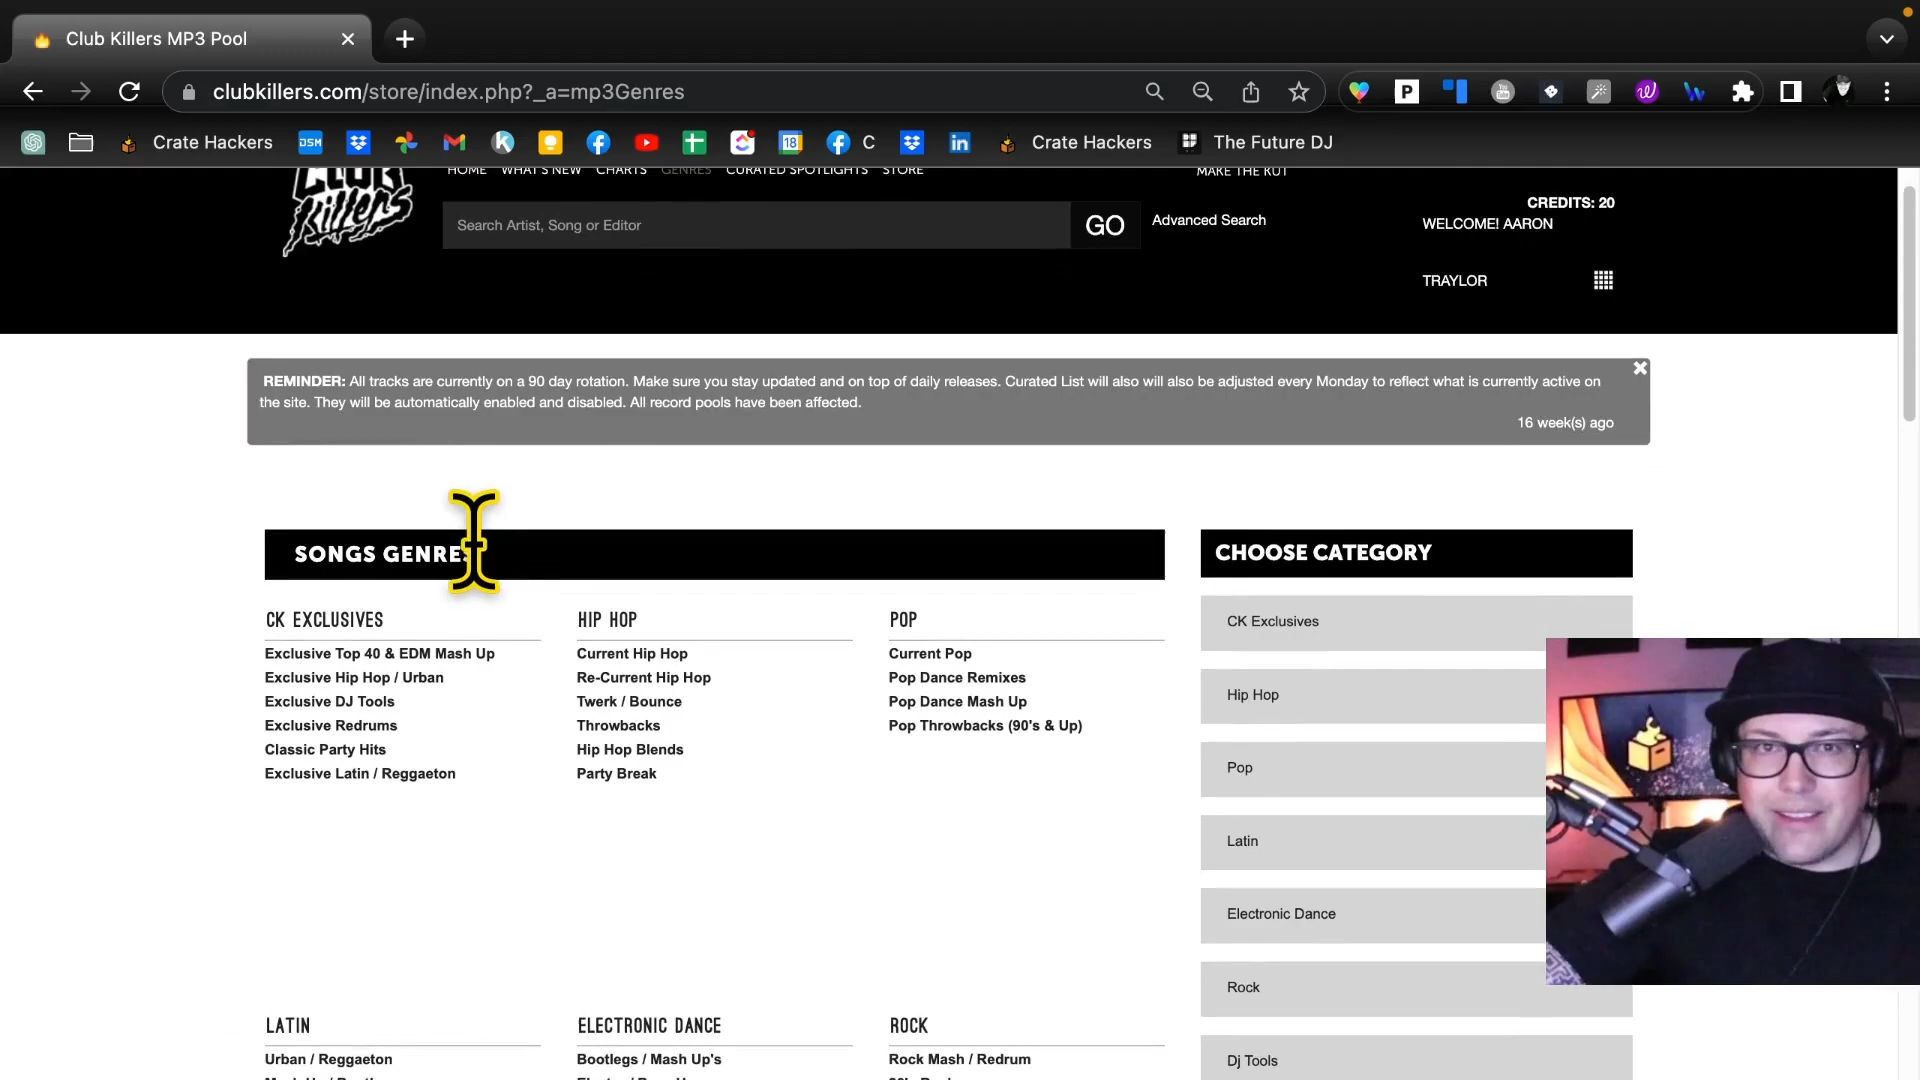 Club Killers MP3 Pool
clubkillers.com/store/index.php?_a=mp3Genres
Crate Hackers
DSM
18
C
Crate Hackers
The Future DJ
HOME WHAT'S NEW CHARTS GENRES CURATED SPOTLIGHTS STORE
MAKE THE KUT
CLUB Killers
Search Artist, Song or Editor
GO
Advanced Search
CREDITS: 20
WELCOME! AARON
TRAYLOR
REMINDER: All tracks are currently on a 90 day rotation. Make sure you stay updated and on top of daily releases. Curated List will also will also be adjusted every Monday to reflect what is currently active on
the site. They will be automatically enabled and disabled. All record pools have been affected.
16 week(s) ago
SONGS GENRES
CK EXCLUSIVES
Exclusive Top 40 & EDM Mash Up
Exclusive Hip Hop / Urban
Exclusive DJ Tools
Exclusive Redrums
Classic Party Hits
Exclusive Latin / Reggaeton
HIP HOP
Current Hip Hop
Re-Current Hip Hop
Twerk / Bounce
Throwbacks
Hip Hop Blends
Party Break
POP
Current Pop
Pop Dance Remixes
Pop Dance Mash Up
Pop Throwbacks (90's & Up)
LATIN
Urban / Reggaeton
ELECTRONIC DANCE
Bootlegs / Mash Up's
ROCK
Rock Mash / Redrum
CHOOSE CATEGORY
CK Exclusives
Hip Hop
Pop
Latin
Electronic Dance
Rock
Dj Tools